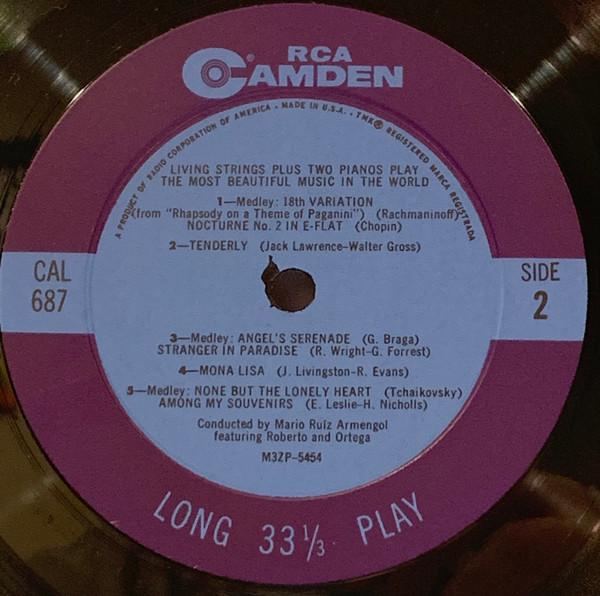 RCA
CAMDEN®
A PRODUCT OF RADIO CORPORATION OF AMERICA • MADE IN U.S.A. • TMK® REGISTERED MARCA REGISTRADA
LIVING STRINGS PLUS TWO PIANOS PLAY
THE MOST BEAUTIFUL MUSIC IN THE WORLD
1—Medley: 18th VARIATION
(from "Rhapsody on a Theme of Paganini") (Rachmaninoff)
NOCTURNE No. 2 IN E-FLAT (Chopin)
2—TENDERLY (Jack Lawrence–Walter Gross)
CAL
687
SIDE
2
3—Medley: ANGEL'S SERENADE (G. Braga)
STRANGER IN PARADISE (R. Wright–G. Forrest)
4—MONA LISA (J. Livingston–R. Evans)
5—Medley: NONE BUT THE LONELY HEART (Tchaikovsky)
AMONG MY SOUVENIRS (E. Leslie–H. Nicholls)
Conducted by Mario Ruiz Armengol
featuring Roberto and Ortega
M3ZP–5454
LONG 33⅓ PLAY